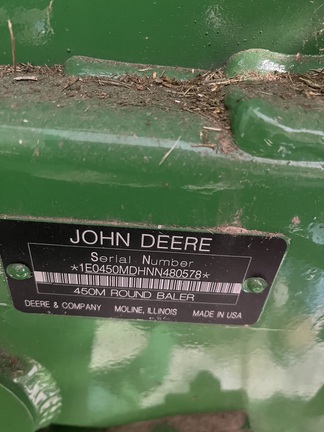 JOHN DEERE
Serial Number
*1E0450MDHNN480578*
450M ROUND BALER
DEERE & COMPANY MOLINE, ILLINOIS MADE IN USA